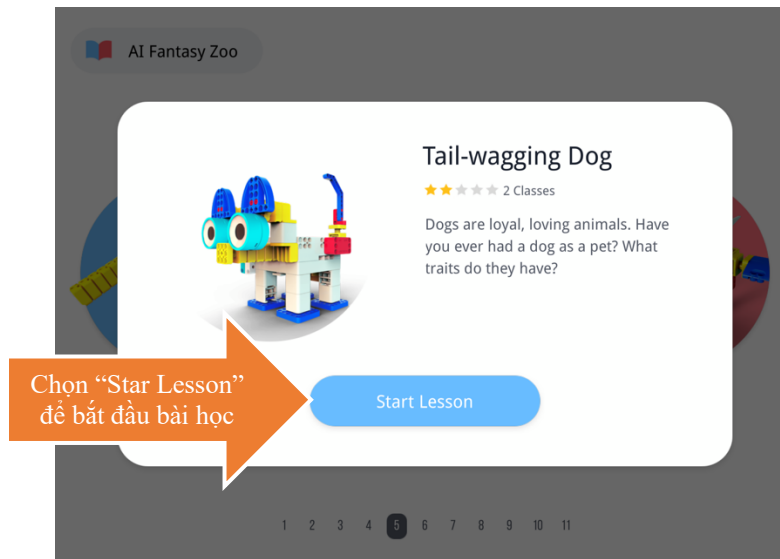 AI Fantasy Zoo
Tail-wagging Dog
2 Classes
Dogs are loyal, loving animals. Have
you ever had a dog as a pet? What
traits do they have?
Chọn “Star Lesson”
để bắt đầu bài học
Start Lesson
1 2 3 4 5 6 7 8 9 10 11